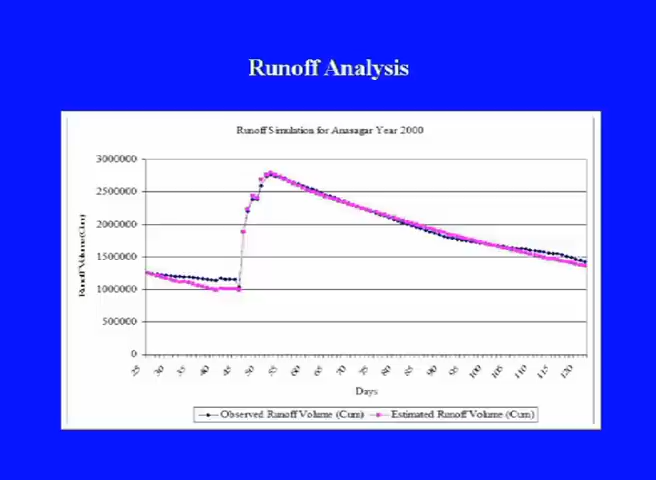 Runoff Analysis
Runoff Simulation for Anasagar Year 2000
3000000
2500000
2000000
1500000
1000000
500000
0
Runoff Volume(Cum)
25 30 35 40 45 50 55 60 65 70 75 80 85 90 95 100 105 110 115 120
Days
Observed Runoff Volume (Cum) Estimated Runoff Volume (Cum)